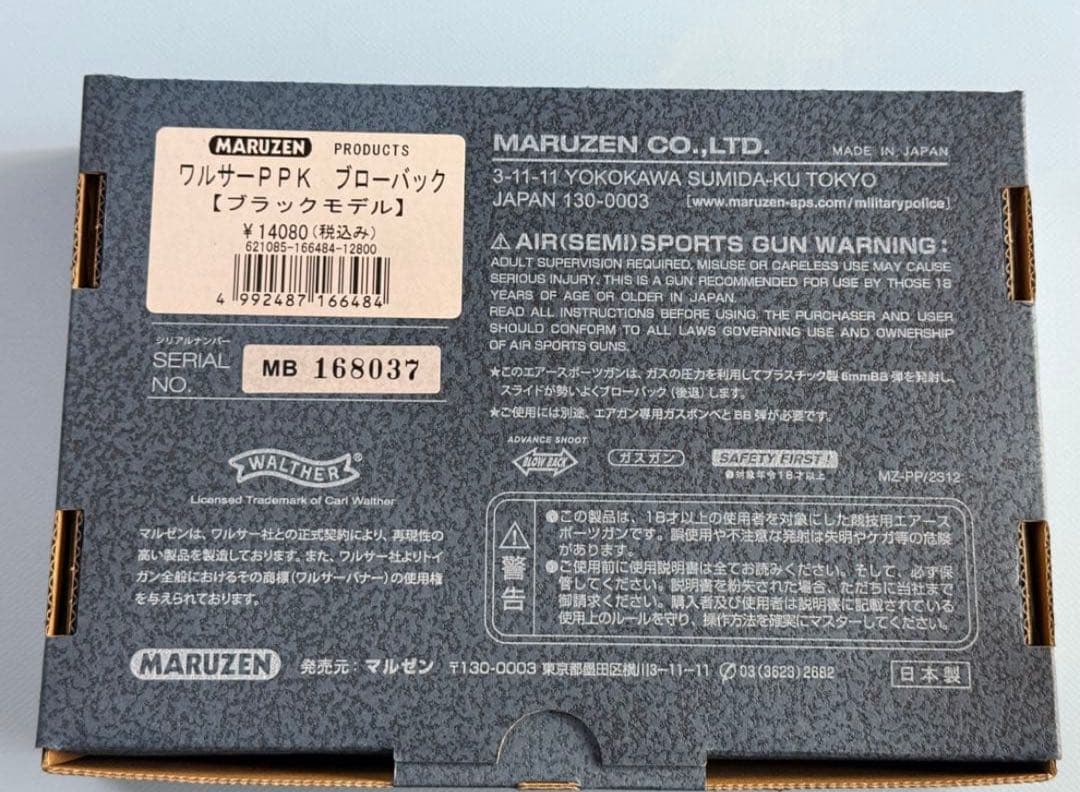 MARUZEN PRODUCTS
ワルサーPPK ブローバック
【ブラックモデル】
¥14080(税込み)
621085-166484-12800
4 992487 166484
シリアルナンバー
SERIAL
NO.
MB 168037
WALTHER®
Licensed Trademark of Carl Walther
マルゼンは、ワルサー社との正式契約により、再現性の
高い製品を製造しております。また、ワルサー社よりトイ
ガン全般におけるその商標(ワルサーバナー)の使用権
を与えられております。
MARUZEN CO.,LTD.
MADE IN JAPAN
3-11-11 YOKOKAWA SUMIDA-KU TOKYO
JAPAN 130-0003 [www.maruzen-aps.com/militarypolice]
⚠ AIR(SEMI)SPORTS GUN WARNING:
ADULT SUPERVISION REQUIRED. MISUSE OR CARELESS USE MAY CAUSE
SERIOUS INJURY. THIS IS A GUN RECOMMENDED FOR USE BY THOSE 18
YEARS OF AGE OR OLDER IN JAPAN.
READ ALL INSTRUCTIONS BEFORE USING. THE PURCHASER AND USER
SHOULD CONFORM TO ALL LAWS GOVERNING USE AND OWNERSHIP
OF AIR SPORTS GUNS.
★このエアースポーツガンは、ガスの圧力を利用してプラスチック製6mmBB弾を発射し、
スライドが勢いよくブローバック(後退)します。
★ご使用には別途、エアガン専用ガスボンベとBB弾が必要です。
ADVANCE SHOOT
BLOW BACK
ガスガン
SAFETY FIRST!
❶対象年令18才以上
MZ-PP/2312
⚠警告
●この製品は、18才以上の使用者を対象にした競技用エアース
ポーツガンです。誤使用や不注意な発射は失明やケガ等の危険
があります。
●ご使用前に使用説明書は全てお読みください。そして、必ず保
管してください。説明書を紛失された場合、ただちに当社まで
御請求ください。購入者及び使用者は説明書に記載されている
使用上のルールを守り、操作方法を確実にマスターしてください。
MARUZEN 発売元：マルゼン 〒130-0003 東京都墨田区横川3-11-11 ✆03(3623)2682
日本製